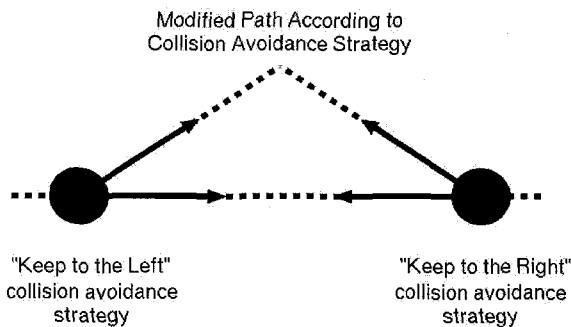 Modified Path According to
Collision Avoidance Strategy
"Keep to the Left"
collision avoidance
strategy
"Keep to the Right"
collision avoidance
strategy